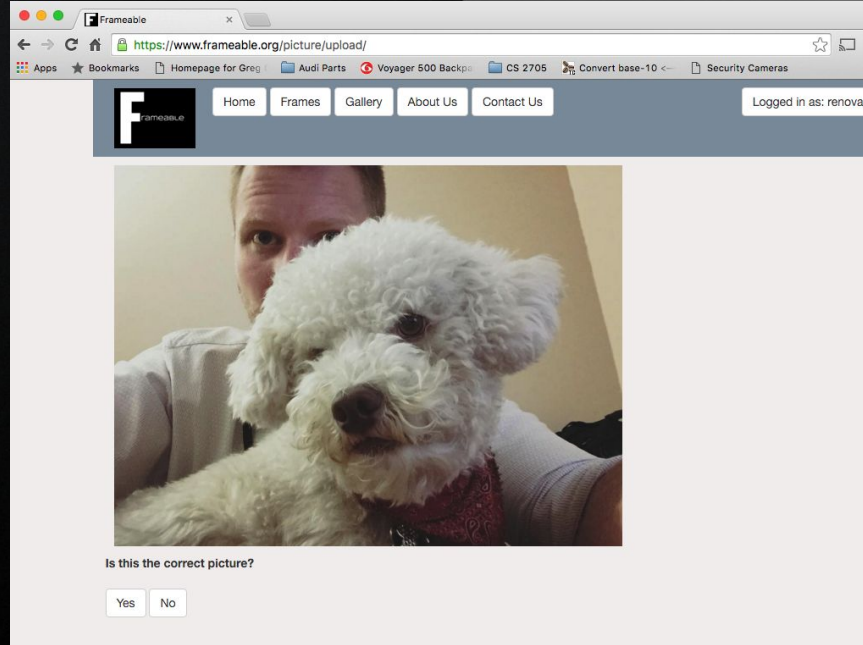 Frameable
https://www.frameable.org/picture/upload/
Apps Bookmarks Homepage for Greg Audi Parts Voyager 500 Backpa CS 2705 Convert base-10 <-- Security Cameras
Frameable Home Frames Gallery About Us Contact Us Logged in as: renova
Is this the correct picture?
Yes No